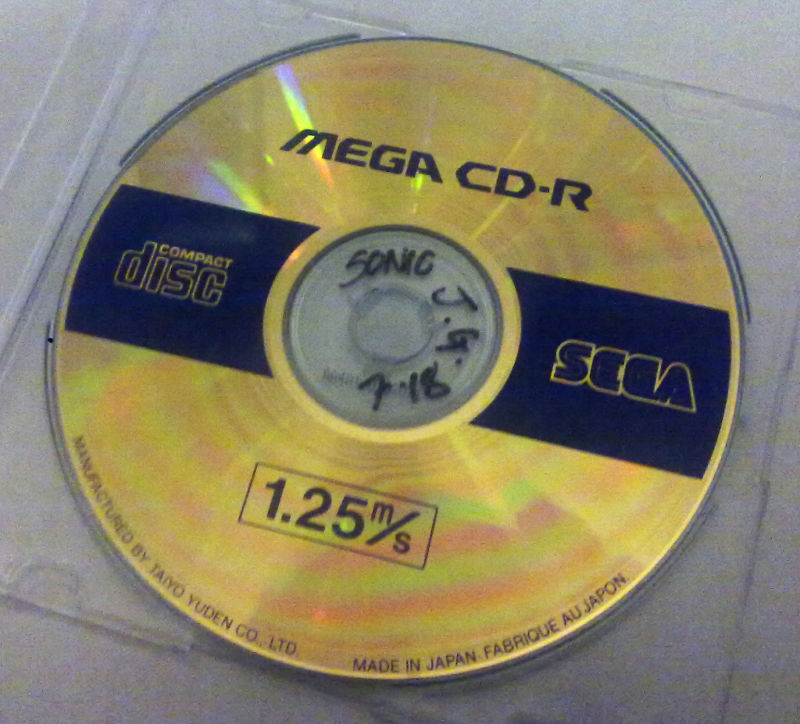 MEGA CD-R
COMPACT
disc
SONIC
J.G.
7.18.
SEGA
1.25 m/s
MANUFACTURED BY TAIYO YUDEN CO., LTD.
MADE IN JAPAN. FABRIQUE AU JAPON.